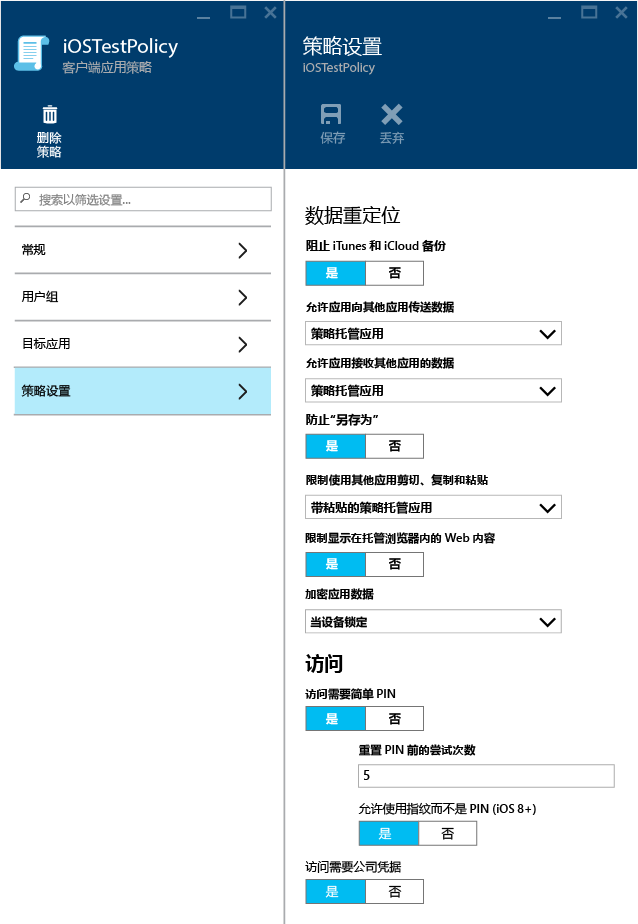 iOSTestPolicy
客户端应用策略
删除
策略
搜索以筛选设置...
常规
用户组
目标应用
策略设置
策略设置
iOSTestPolicy
保存
丢弃
数据重定位
阻止 iTunes 和 iCloud 备份
是 否
允许应用向其他应用传送数据
策略托管应用
允许应用接收其他应用的数据
策略托管应用
防止“另存为”
是 否
限制使用其他应用剪切、复制和粘贴
带粘贴的策略托管应用
限制显示在托管浏览器内的 Web 内容
是 否
加密应用数据
当设备锁定
访问
访问需要简单 PIN
是 否
重置 PIN 前的尝试次数
5
允许使用指纹而不是 PIN (iOS 8+)
是 否
访问需要公司凭据
是 否